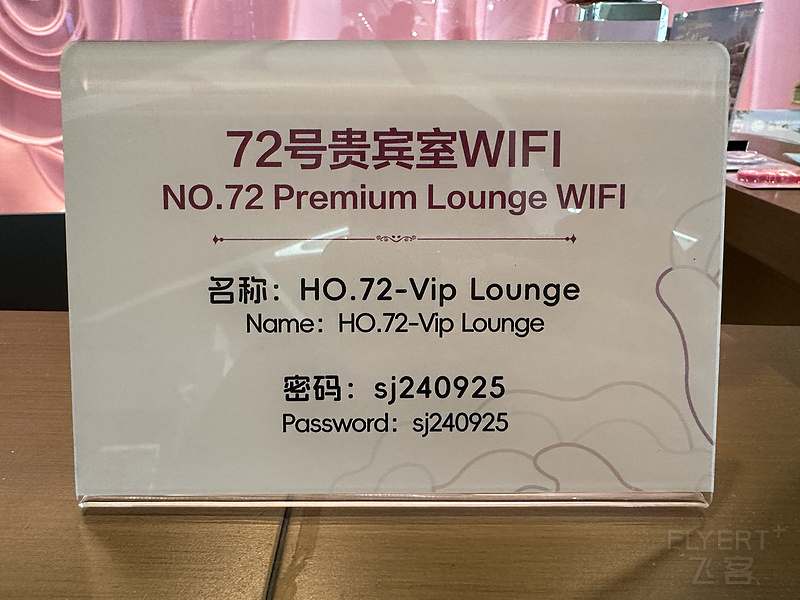 72号贵宾室WIFI
NO.72 Premium Lounge WIFI
名称：HO.72-Vip Lounge
Name：HO.72-Vip Lounge
密码：sj240925
Password：sj240925
FLYERT+
飞客